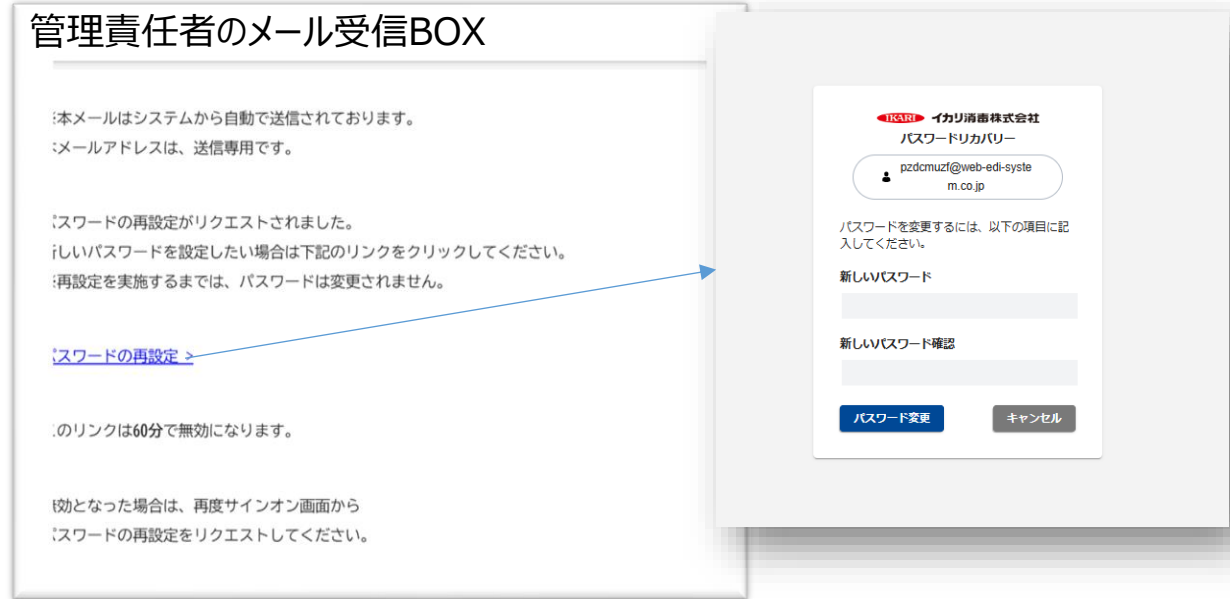 管理責任者のメール受信BOX
本メールはシステムから自動で送信されております。
メールアドレスは、送信専用です。
スワードの再設定がリクエストされました。
しいパスワードを設定したい場合は下記のリンクをクリックしてください。
再設定を実施するまでは、パスワードは変更されません。
スワードの再設定 >
のリンクは60分で無効になります。
効となった場合は、再度サインオン画面から
スワードの再設定をリクエストしてください。
IKARI イカリ消毒株式会社
パスワードリカバリー
pzdcmuzf@web-edi-syste
m.co.jp
パスワードを変更するには、以下の項目に記
入してください。
新しいパスワード
新しいパスワード確認
パスワード変更 キャンセル